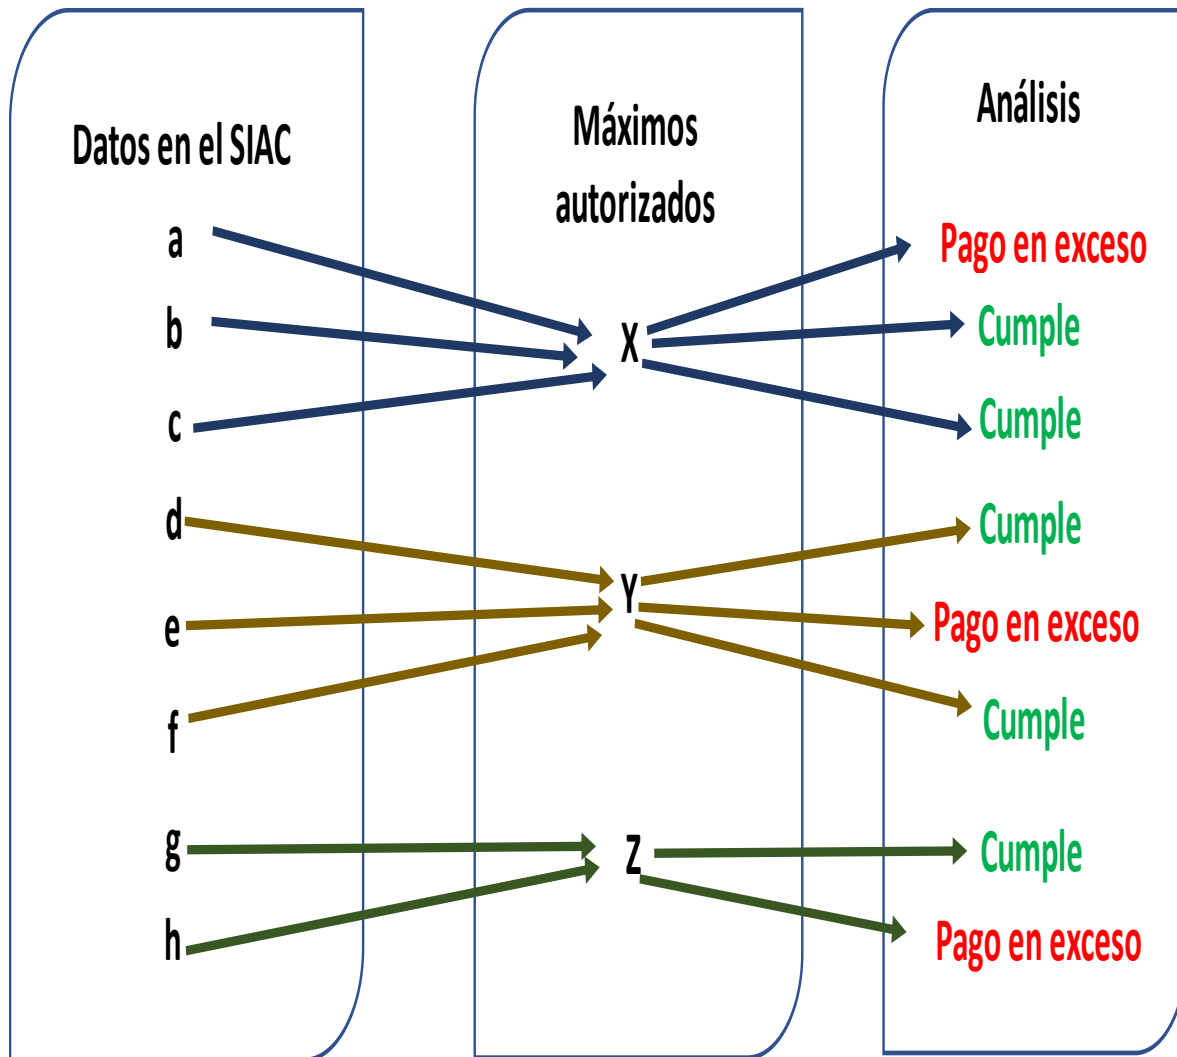 Datos en el SIAC
a
b
c
d
e
f
g
h
Máximos
autorizados
X
Y
Z
Análisis
Pago en exceso
Cumple
Cumple
Cumple
Pago en exceso
Cumple
Cumple
Pago en exceso